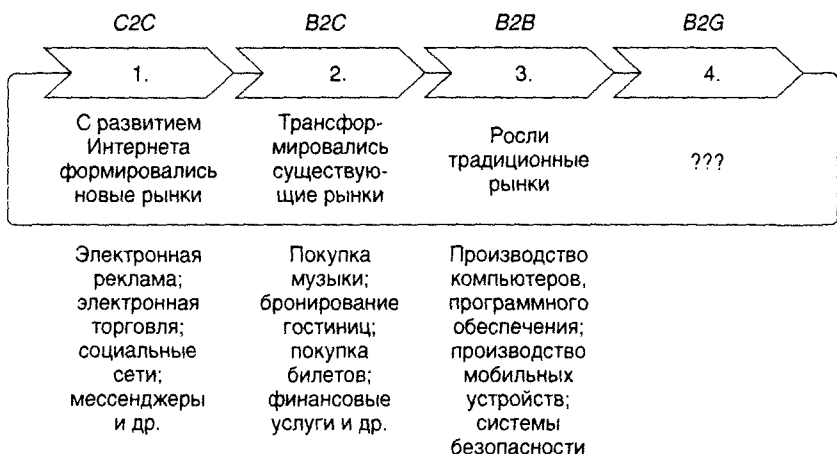 C2C B2C B2B B2G
1. 2. 3. 4.
С развитием
Интернета
формировались
новые рынки
Трансфор-
мировались
существую-
щие рынки
Росли
традиционные
рынки
???
Электронная
реклама;
электронная
торговля;
социальные
сети;
мессенджеры
и др.
Покупка
музыки;
бронирование
гостиниц;
покупка
билетов;
финансовые
услуги и др.
Производство
компьютеров,
программного
обеспечения;
производство
мобильных
устройств;
системы
безопасности